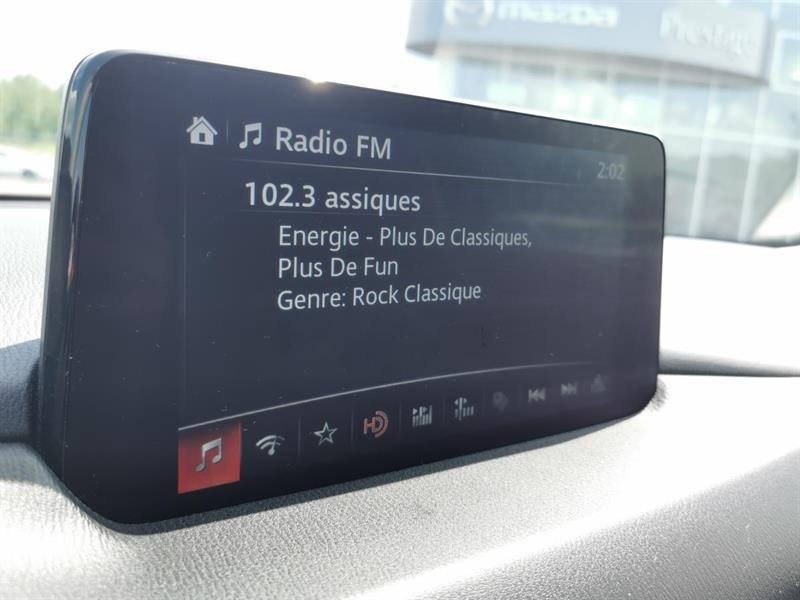 mazda
Prestige
Radio FM
2:02
102.3 assiques
Energie - Plus De Classiques,
Plus De Fun
Genre: Rock Classique
HD